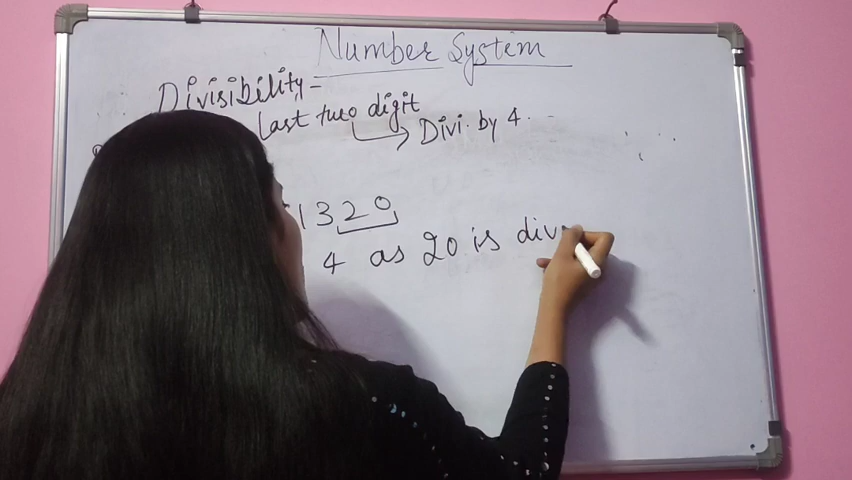 Number System
Divisibility-
last two digit
Divi. by 4.
1320
4 as 20 is div